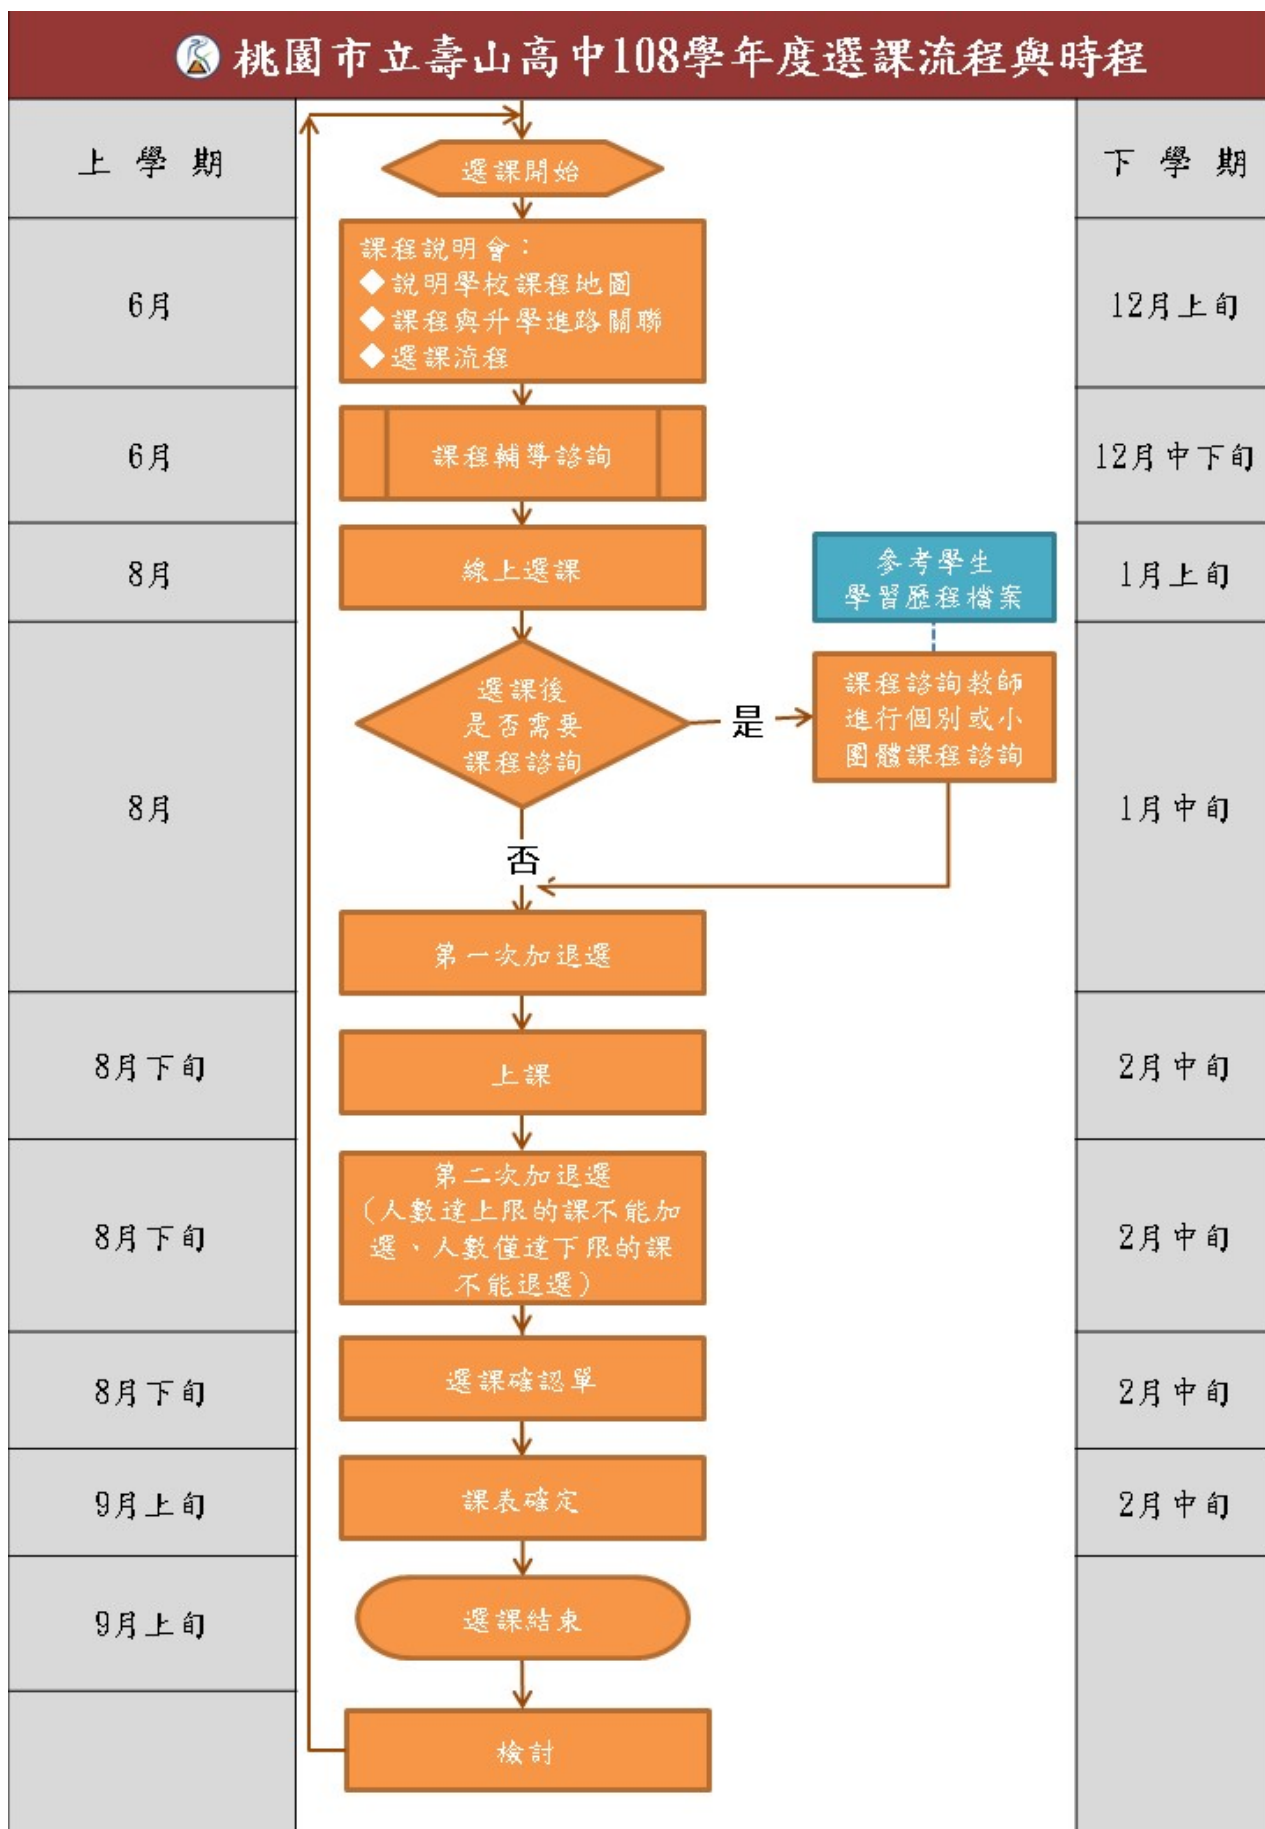 桃園市立壽山高中108學年度選課流程與時程
上學期
選課開始
下學期
6月
課程說明會：
◆說明學校課程地圖
◆課程與升學進路關聯
◆選課流程
12月上旬
6月
課程輔導諮詢
12月中下旬
8月
線上選課
參考學生
學習歷程檔案
1月上旬
8月
選課後
是否需要
課程諮詢
是
課程諮詢教師
進行個別或小
團體課程諮詢
1月中旬
否
第一次加退選
8月下旬
上課
2月中旬
8月下旬
第二次加退選
（人數達上限的課不能加
選、人數僅達下限的課
不能退選）
2月中旬
8月下旬
選課確認單
2月中旬
9月上旬
課表確定
2月中旬
9月上旬
選課結束
檢討